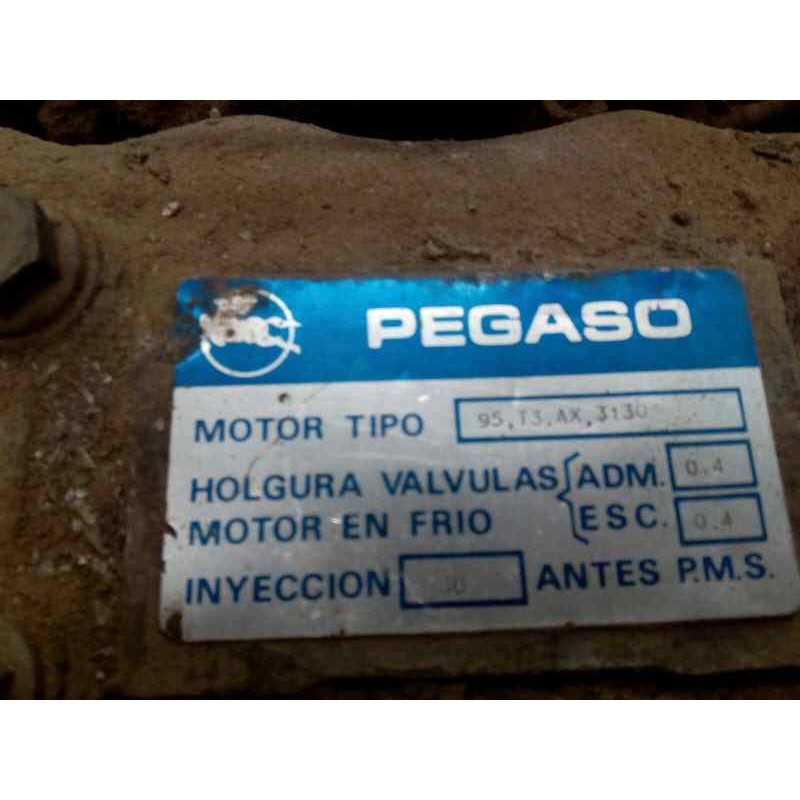 PEGASO
MOTOR TIPO 95,T3,AX,3130
HOLGURA VALVULAS ADM. 0.4
MOTOR EN FRIO ESC. 0.4
INYECCION ANTES P.M.S.